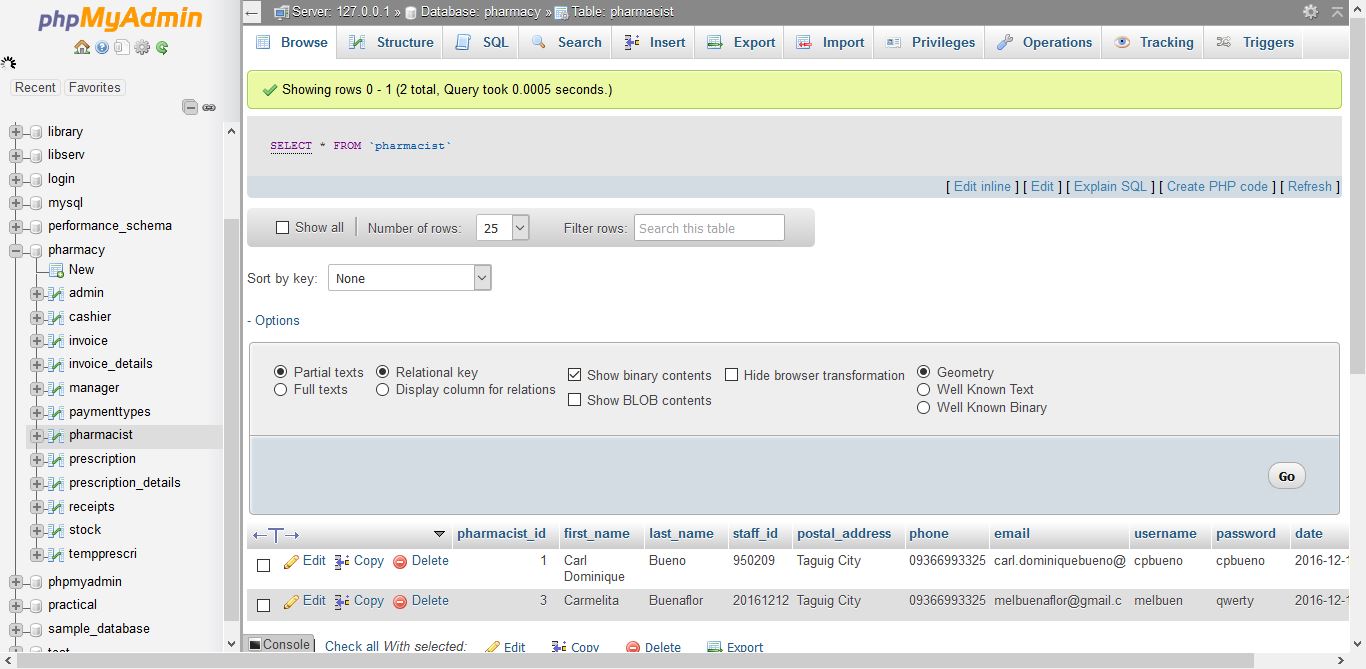 phpMyAdmin
Recent Favorites
library
libserv
login
mysql
performance_schema
pharmacy
New
admin
cashier
invoice
invoice_details
manager
paymenttypes
pharmacist
prescription
prescription_details
receipts
stock
tempprescri
phpmyadmin
practical
sample_database
Server: 127.0.0.1 » Database: pharmacy » Table: pharmacist
Browse Structure SQL Search Insert Export Import Privileges Operations Tracking Triggers
Showing rows 0 - 1 (2 total, Query took 0.0005 seconds.)
SELECT * FROM `pharmacist`
[ Edit inline ] [ Edit ] [ Explain SQL ] [ Create PHP code ] [ Refresh ]
Show all Number of rows: 25 Filter rows: Search this table
Sort by key: None
- Options
Partial texts Relational key Show binary contents Hide browser transformation Geometry
Full texts Display column for relations Show BLOB contents Well Known Text
Well Known Binary
Go
←T→ pharmacist_id first_name last_name staff_id postal_address phone email username password date
Edit Copy Delete 1 Carl Dominique Bueno 950209 Taguig City 09366993325 carl.dominiquebueno@ cpbueno cpbueno 2016-12-1
Edit Copy Delete 3 Carmelita Buenaflor 20161212 Taguig City 09366993325 melbuenaflor@gmail.c melbuen qwerty 2016-12-1
Console Check all With selected: Edit Copy Delete Export